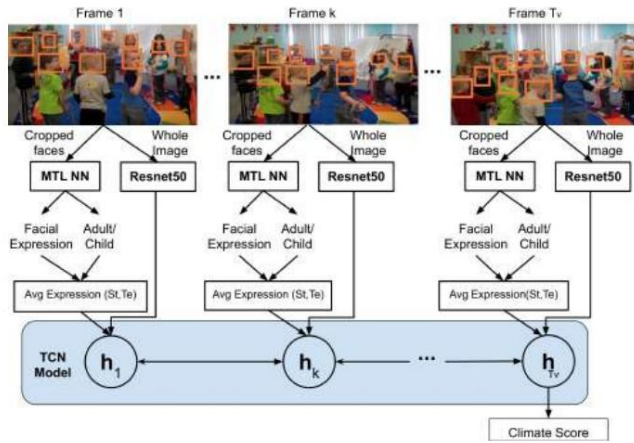 Frame 1
Frame k
Frame Tv
...
...
Cropped faces
Whole Image
Cropped faces
Whole Image
Cropped faces
Whole Image
MTL NN
Resnet50
MTL NN
Resnet50
MTL NN
Resnet50
Facial Expression
Adult/ Child
Facial Expression
Adult/ Child
Facial Expression
Adult/ Child
Avg Expression (St,Te)
Avg Expression (St,Te)
Avg Expression(St,Te)
TCN Model
h1
hk
...
hTv
Climate Score